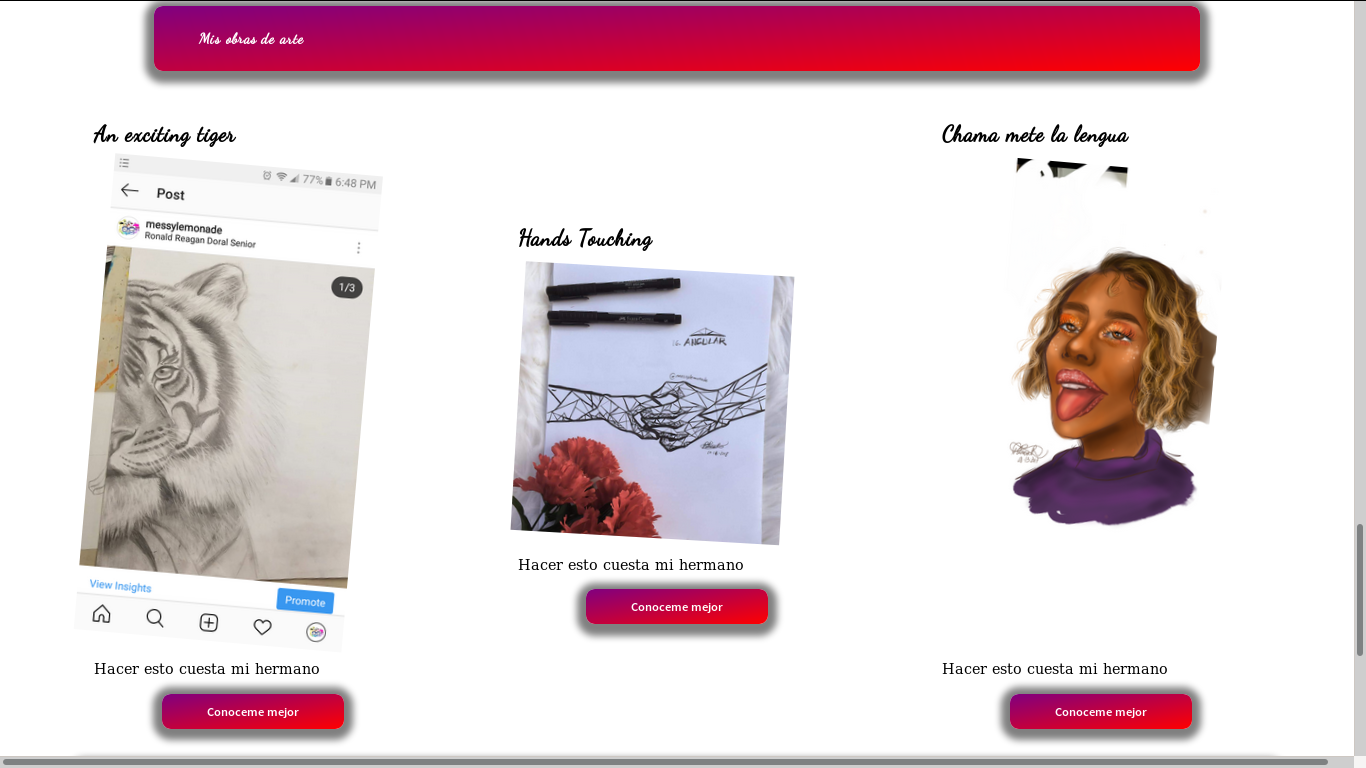 Mis obras de arte
An exciting tiger
77% 6:48 PM
Post
messylemonade
Ronald Reagan Doral Senior
1/3
View Insights
Promote
Hacer esto cuesta mi hermano
Conoceme mejor
Hands Touching
ANGULAR
Hacer esto cuesta mi hermano
Conoceme mejor
Chama mete la lengua
Hacer esto cuesta mi hermano
Conoceme mejor